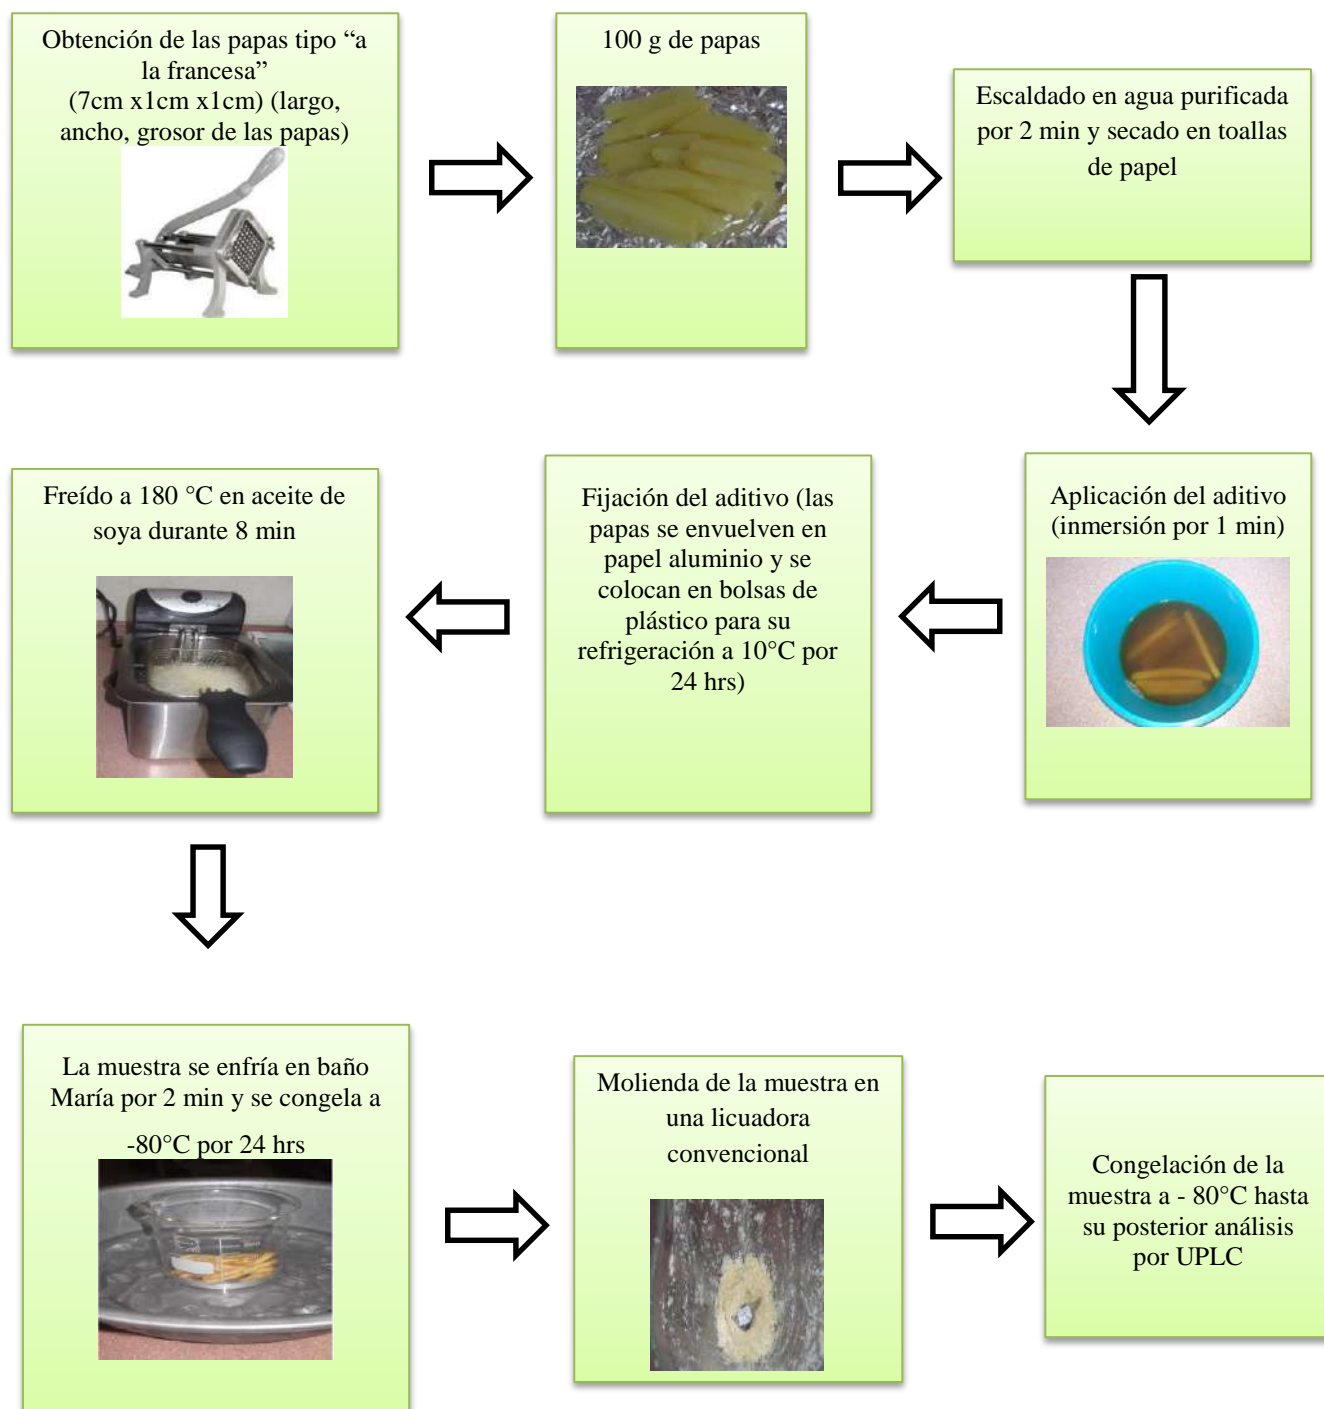 Obtención de las papas tipo “a
la francesa”
(7cm x1cm x1cm) (largo,
ancho, grosor de las papas)
100 g de papas
Escaldado en agua purificada
por 2 min y secado en toallas
de papel
Aplicación del aditivo
(inmersión por 1 min)
Fijación del aditivo (las
papas se envuelven en
papel aluminio y se
colocan en bolsas de
plástico para su
refrigeración a 10°C por
24 hrs)
Freído a 180 °C en aceite de
soya durante 8 min
La muestra se enfría en baño
María por 2 min y se congela a
-80°C por 24 hrs
Molienda de la muestra en
una licuadora
convencional
Congelación de la
muestra a - 80°C hasta
su posterior análisis
por UPLC